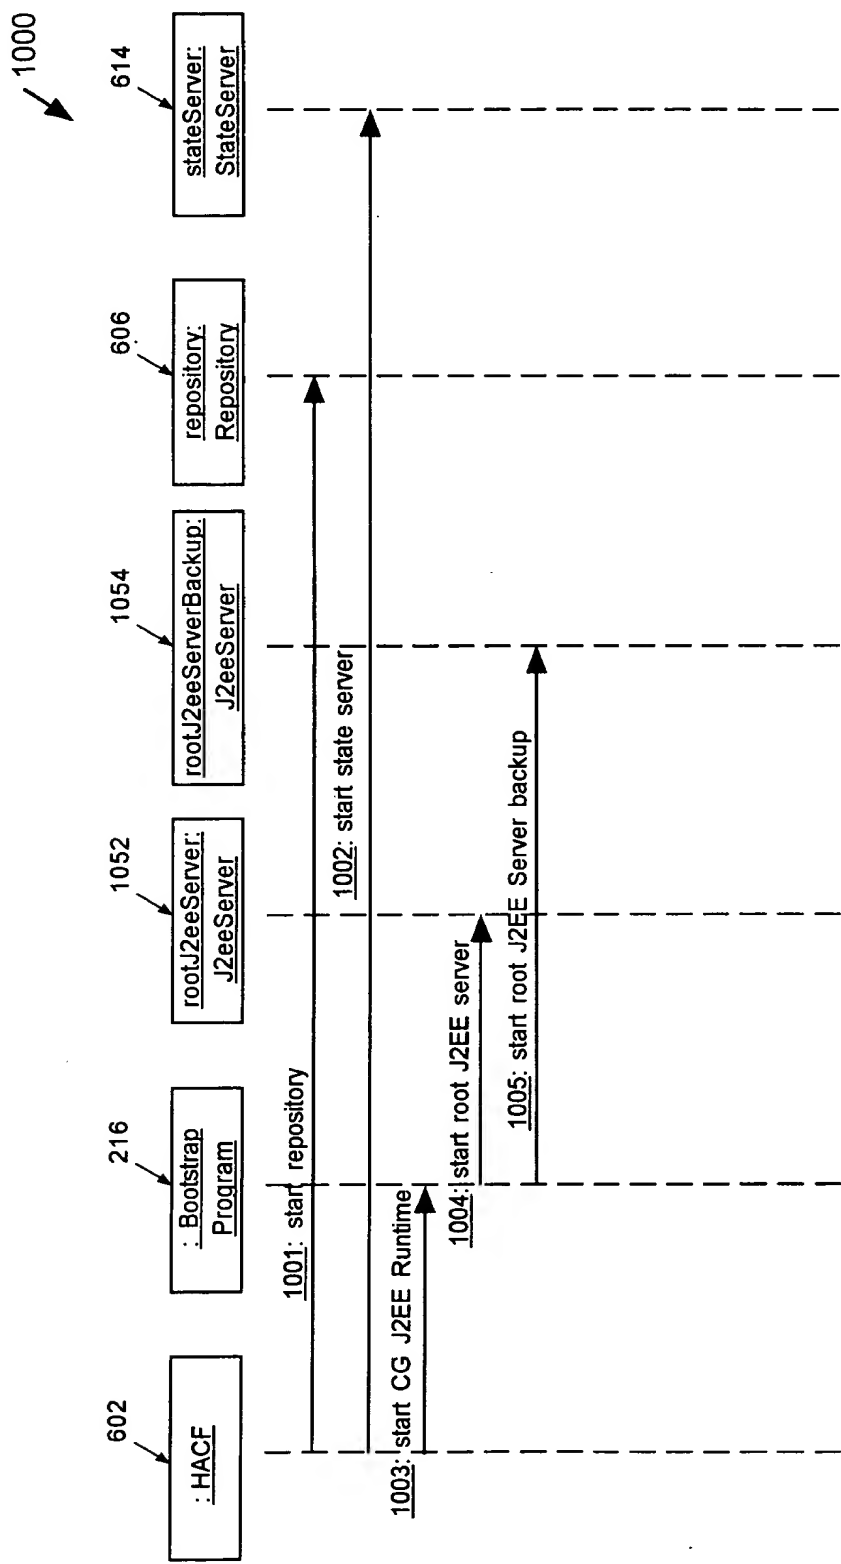 1000
602
216
1052
1054
606
614
: HACF
: Bootstrap
Program
rootJ2eeServer:
J2eeServer
rootJ2eeServerBackup:
J2eeServer
repository:
Repository
stateServer:
StateServer
1001: start repository
1002: start state server
1003: start CG J2EE Runtime
1004: start root J2EE server
1005: start root J2EE Server backup